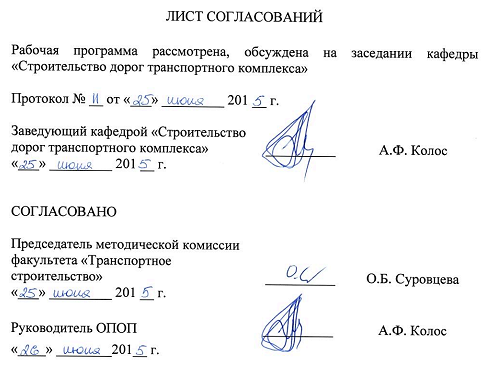 ЛИСТ СОГЛАСОВАНИЙ
Рабочая программа рассмотрена, обсуждена на заседании кафедры
«Строительство дорог транспортного комплекса»
Протокол № 11 от «25» июня 2015 г.
Заведующий кафедрой «Строительство
дорог транспортного комплекса» А.Ф. Колос
«25» июня 2015 г.
СОГЛАСОВАНО
Председатель методической комиссии
факультета «Транспортное
строительство» О.Б. Суровцева
«25» июня 2015 г.
Руководитель ОПОП А.Ф. Колос
«26» июня 2015 г.